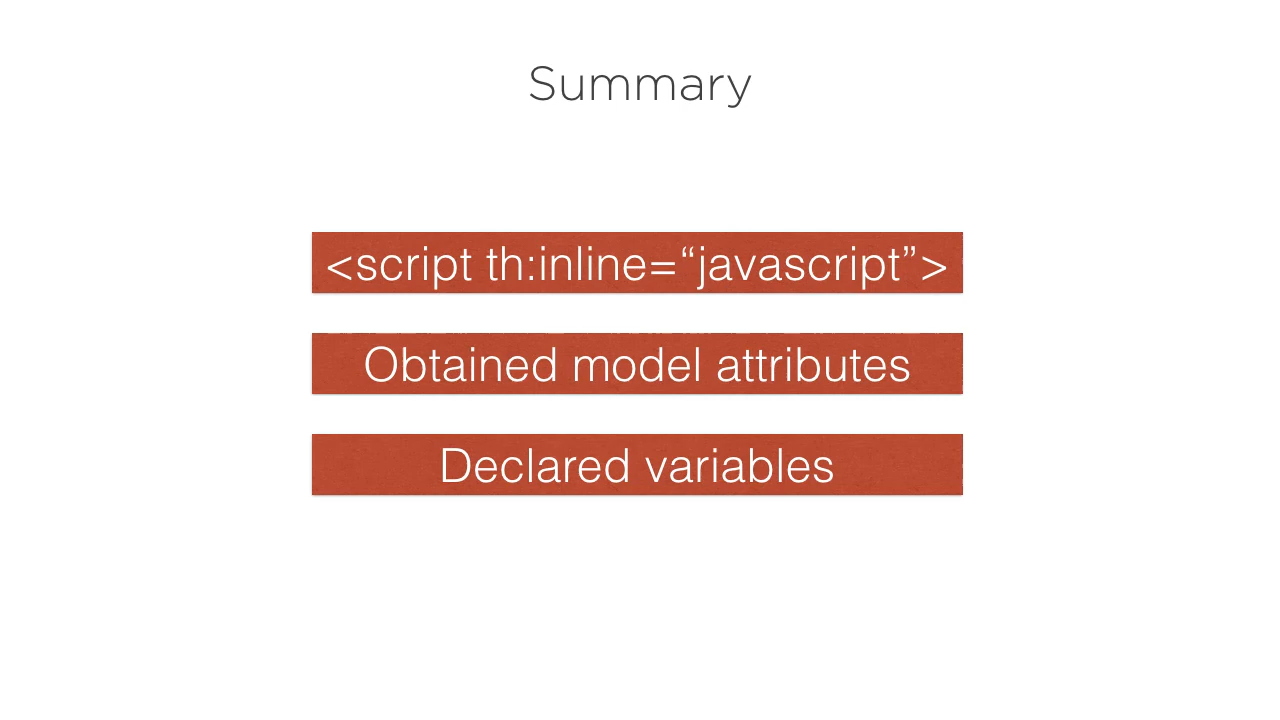 Summary
<script th:inline=“javascript”>
Obtained model attributes
Declared variables